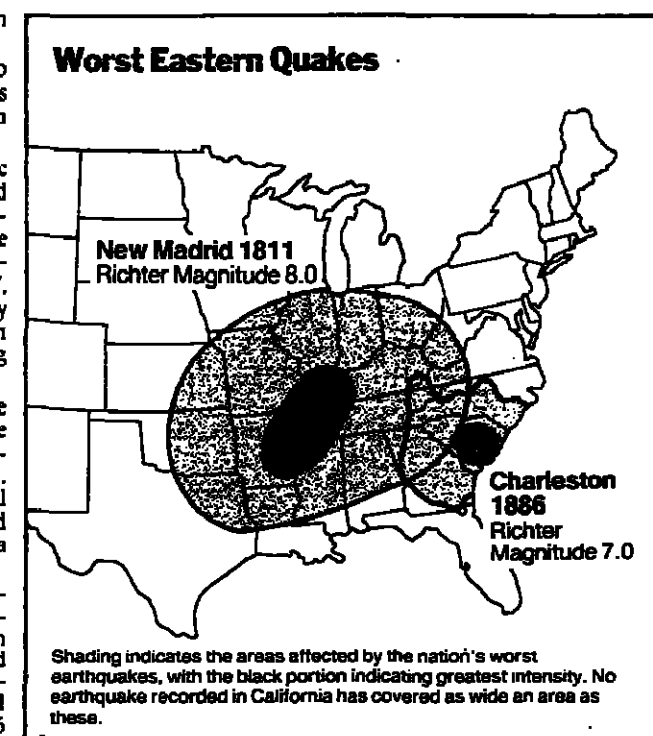 Worst Eastern Quakes
New Madrid 1811
Richter Magnitude 8.0
Charleston
1886
Richter
Magnitude 7.0
Shading indicates the areas affected by the nation's worst
earthquakes, with the black portion indicating greatest intensity. No
earthquake recorded in California has covered as wide an area as
these.